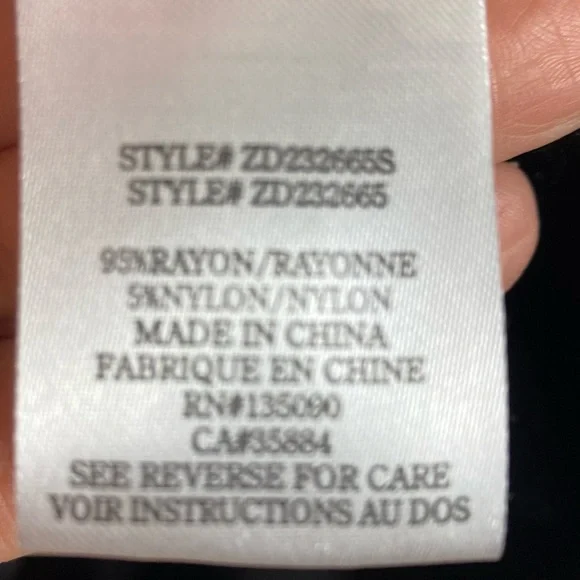 STYLE# ZD232665S
STYLE# ZD232665
95%RAYON/RAYONNE
5%NYLON/NYLON
MADE IN CHINA
FABRIQUE EN CHINE
RN#135090
CA#35884
SEE REVERSE FOR CARE
VOIR INSTRUCTIONS AU DOS